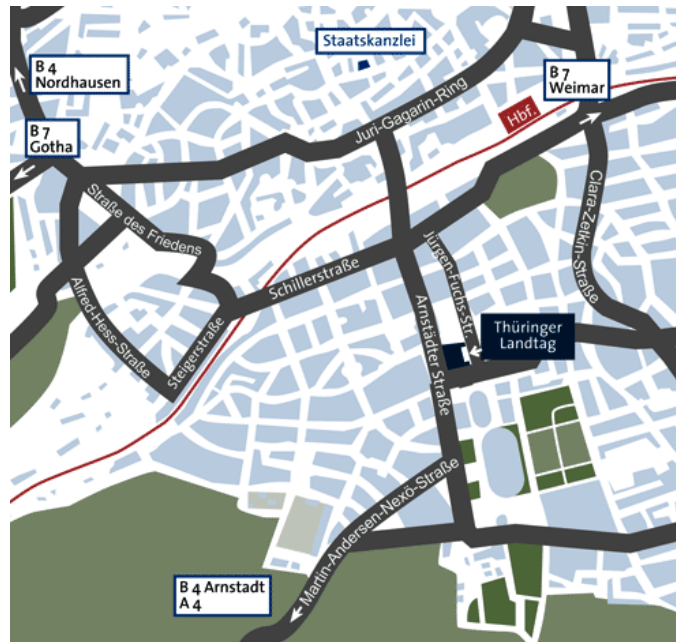 Staatskanzlei
B 4
Nordhausen
B 7
Weimar
Hbf.
Juri-Gagarin-Ring
B 7
Gotha
Straße des Friedens
Clara-Zetkin-Straße
Jürgen-Fuchs-Str.
Schillerstraße
Alfred-Hess-Straße
Steigerstraße
Arnstädter Straße
Thüringer
Landtag
Martin-Andersen-Nexö-Straße
B 4 Arnstadt
A 4